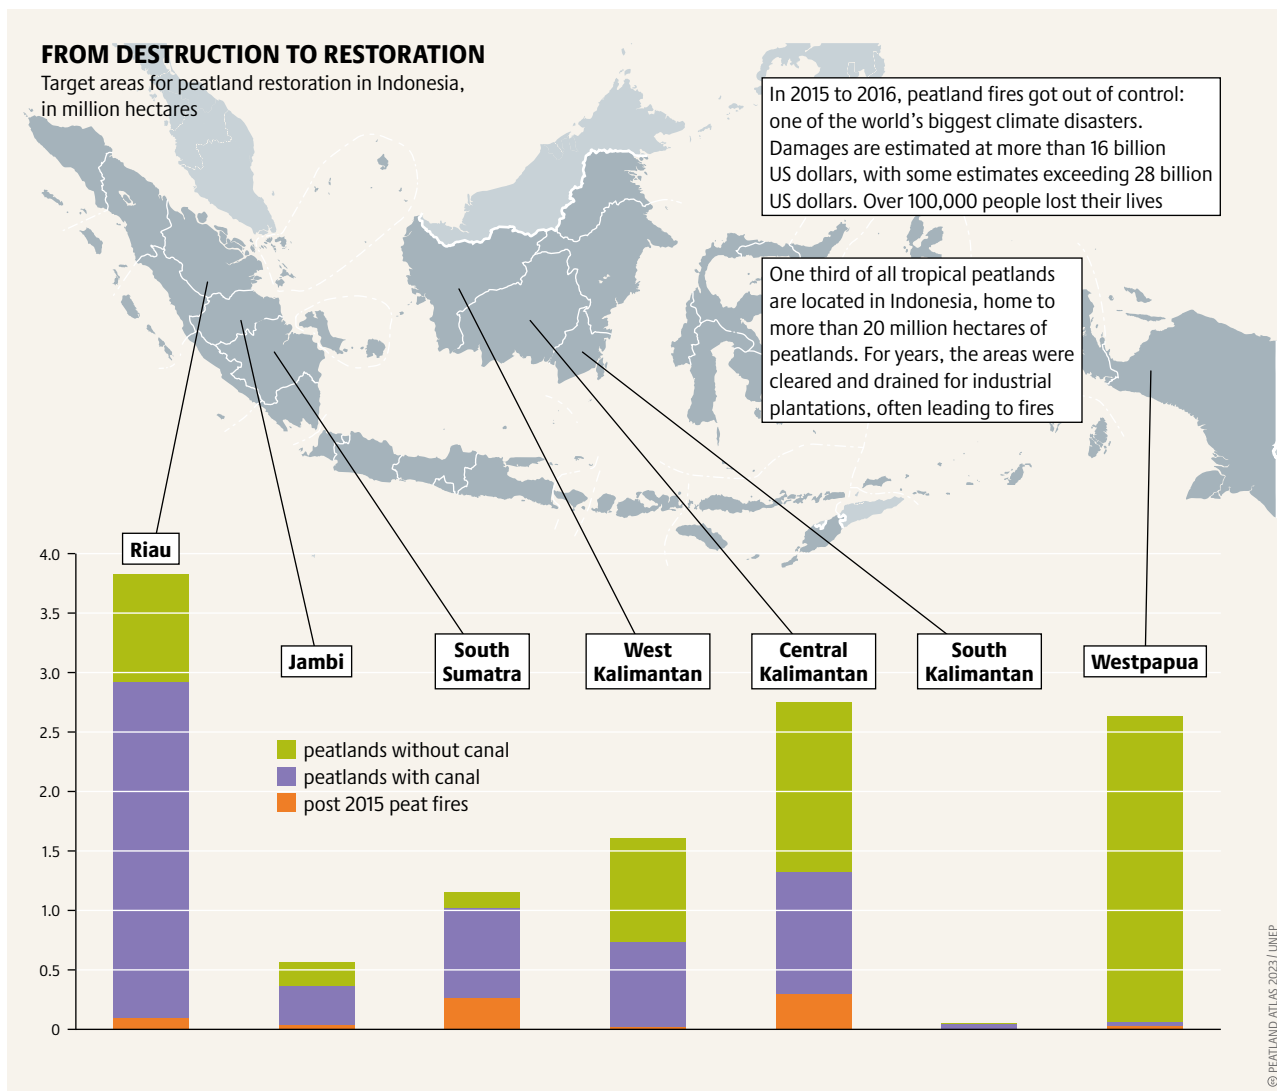 FROM DESTRUCTION TO RESTORATION
Target areas for peatland restoration in Indonesia,
in million hectares
In 2015 to 2016, peatland fires got out of control:
one of the world's biggest climate disasters.
Damages are estimated at more than 16 billion
US dollars, with some estimates exceeding 28 billion
US dollars. Over 100,000 people lost their lives
One third of all tropical peatlands
are located in Indonesia, home to
more than 20 million hectares of
peatlands. For years, the areas were
cleared and drained for industrial
plantations, often leading to fires
Riau
Jambi
South
Sumatra
West
Kalimantan
Central
Kalimantan
South
Kalimantan
Westpapua
4.0
3.5
3.0
2.5
2.0
1.5
1.0
0.5
0
peatlands without canal
peatlands with canal
post 2015 peat fires
© PEATLAND ATLAS 2023 / UNEP